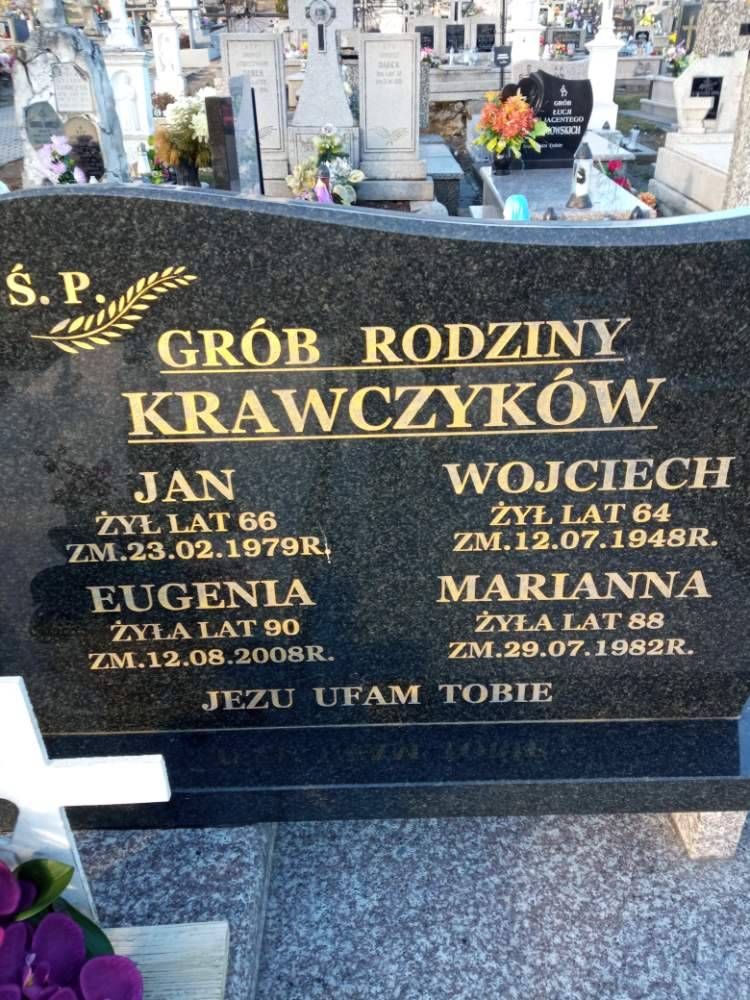 GRÓB
ŁUCJI
Ś. P.
GRÓB RODZINY
KRAWCZYKÓW
JAN
ŻYŁ LAT 66
ZM.23.02.1979R.
EUGENIA
ŻYŁA LAT 90
ZM.12.08.2008R.
WOJCIECH
ŻYŁ LAT 64
ZM.12.07.1948R.
MARIANNA
ŻYŁA LAT 88
ZM.29.07.1982R.
JEZU UFAM TOBIE